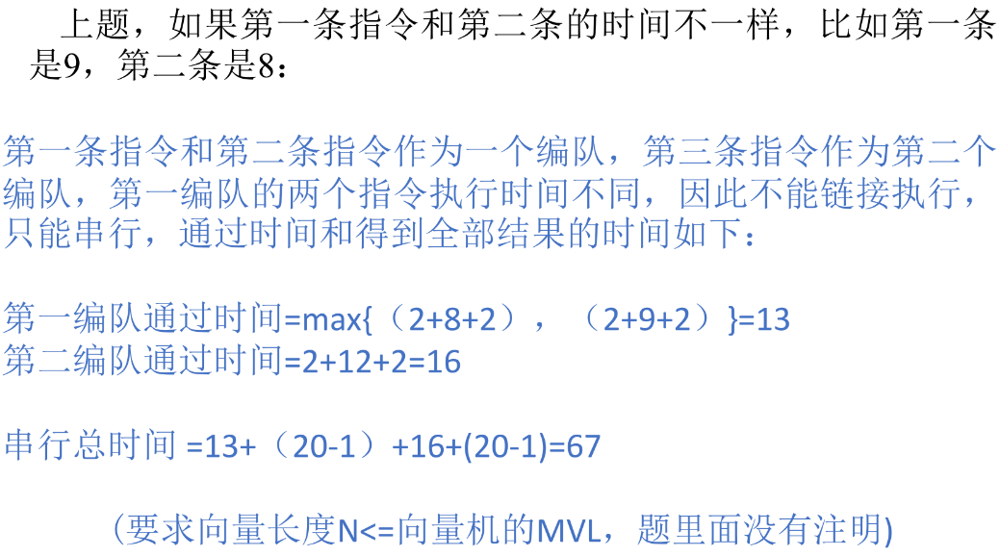 上题，如果第一条指令和第二条的时间不一样，比如第一条
是9，第二条是8：
第一条指令和第二条指令作为一个编队，第三条指令作为第二个
编队，第一编队的两个指令执行时间不同，因此不能链接执行，
只能串行，通过时间和得到全部结果的时间如下：
第一编队通过时间=max{（2+8+2），（2+9+2）}=13
第二编队通过时间=2+12+2=16
串行总时间 =13+（20-1）+16+(20-1)=67
(要求向量长度N<=向量机的MVL，题里面没有注明)